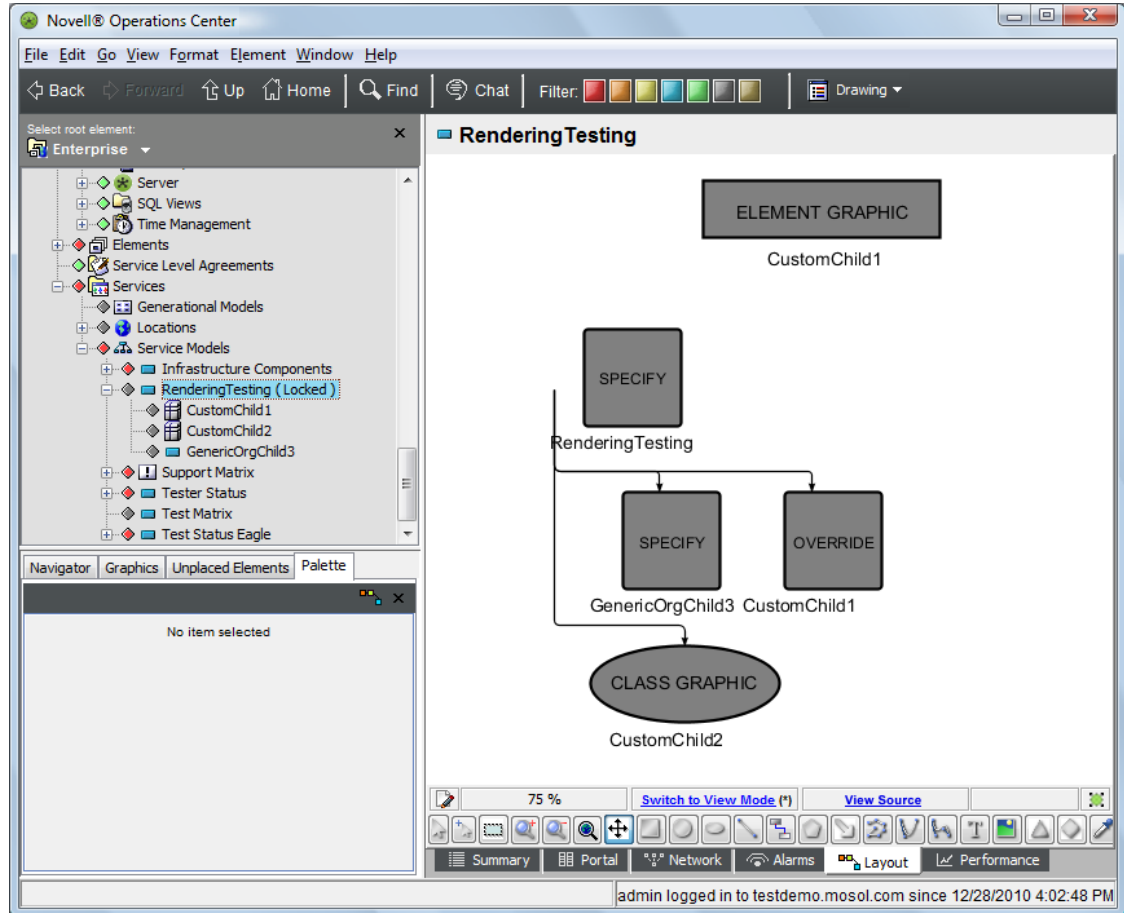 Novell® Operations Center
File Edit Go View Format Element Window Help
Back Forward Up Home Find Chat Filter: Drawing
Select root element:
Enterprise
Server
SQL Views
Time Management
Elements
Service Level Agreements
Services
Generational Models
Locations
Service Models
Infrastructure Components
RenderingTesting ( Locked )
CustomChild1
CustomChild2
GenericOrgChild3
Support Matrix
Tester Status
Test Matrix
Test Status Eagle
Navigator Graphics Unplaced Elements Palette
No item selected
RenderingTesting
ELEMENT GRAPHIC
CustomChild1
SPECIFY
RenderingTesting
SPECIFY OVERRIDE
GenericOrgChild3 CustomChild1
CLASS GRAPHIC
CustomChild2
75 % Switch to View Mode (*) View Source
Summary Portal Network Alarms Layout Performance
admin logged in to testdemo.mosol.com since 12/28/2010 4:02:48 PM